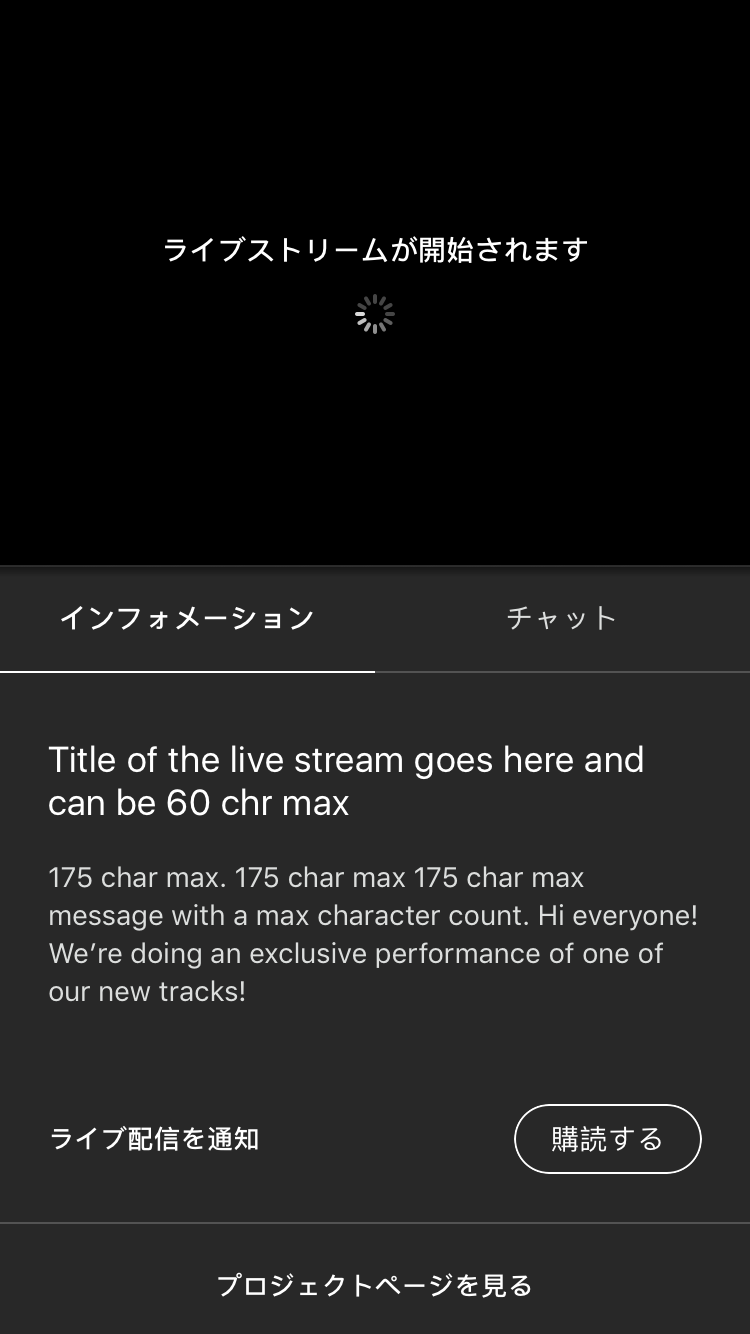 ライブストリームが開始されます
インフォメーション
チャット
Title of the live stream goes here and
can be 60 chr max
175 char max. 175 char max 175 char max
message with a max character count. Hi everyone!
We’re doing an exclusive performance of one of
our new tracks!
ライブ配信を通知
購読する
プロジェクトページを見る